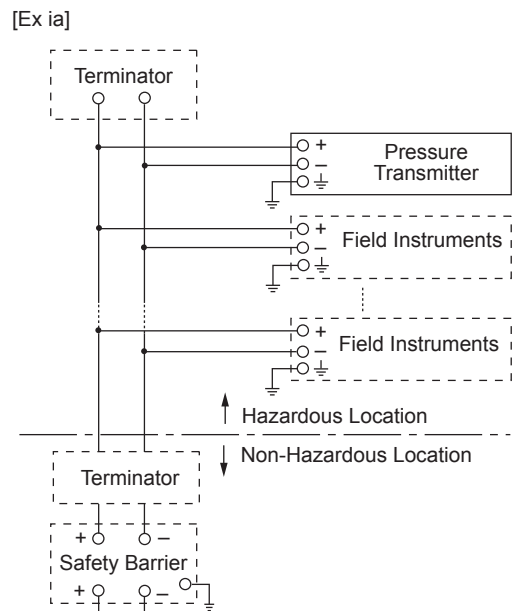 [Ex ia]
Terminator
+
Pressure
–
Transmitter
+
Field Instruments
–
+
Field Instruments
–
Hazardous Location
Non-Hazardous Location
Terminator
+ –
Safety Barrier
+ –